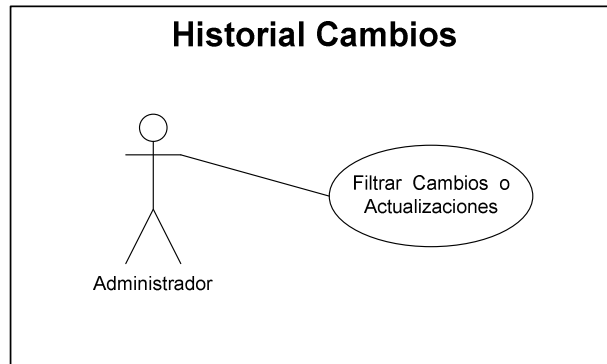 Historial Cambios
Filtrar Cambios o
Actualizaciones
Administrador